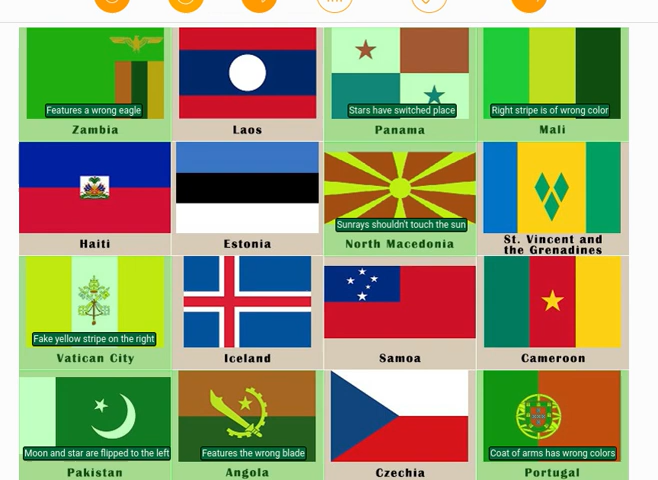 Features a wrong eagle
Zambia
Laos
Stars have switched place
Panama
Right stripe is of wrong color
Mali
Haiti
Estonia
Sunrays shouldn't touch the sun
North Macedonia
St. Vincent and
the Grenadines
Fake yellow stripe on the right
Vatican City
Iceland
Samoa
Cameroon
Moon and star are flipped to the left
Pakistan
Features the wrong blade
Angola
Czechia
Coat of arms has wrong colors
Portugal